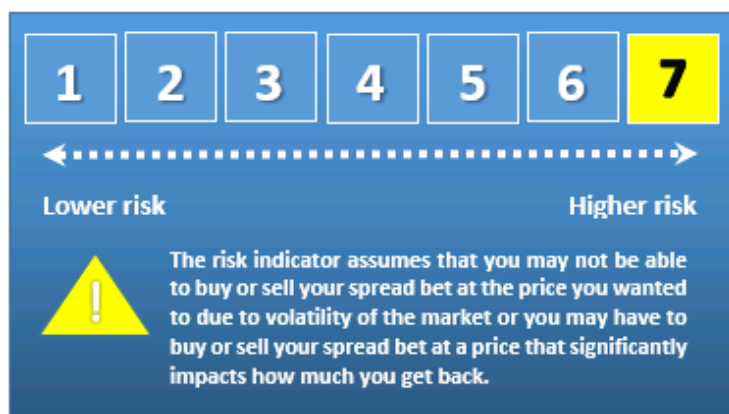 1 2 3 4 5 6 7
Lower risk Higher risk
! The risk indicator assumes that you may not be able
to buy or sell your spread bet at the price you wanted
to due to volatility of the market or you may have to
buy or sell your spread bet at a price that significantly
impacts how much you get back.